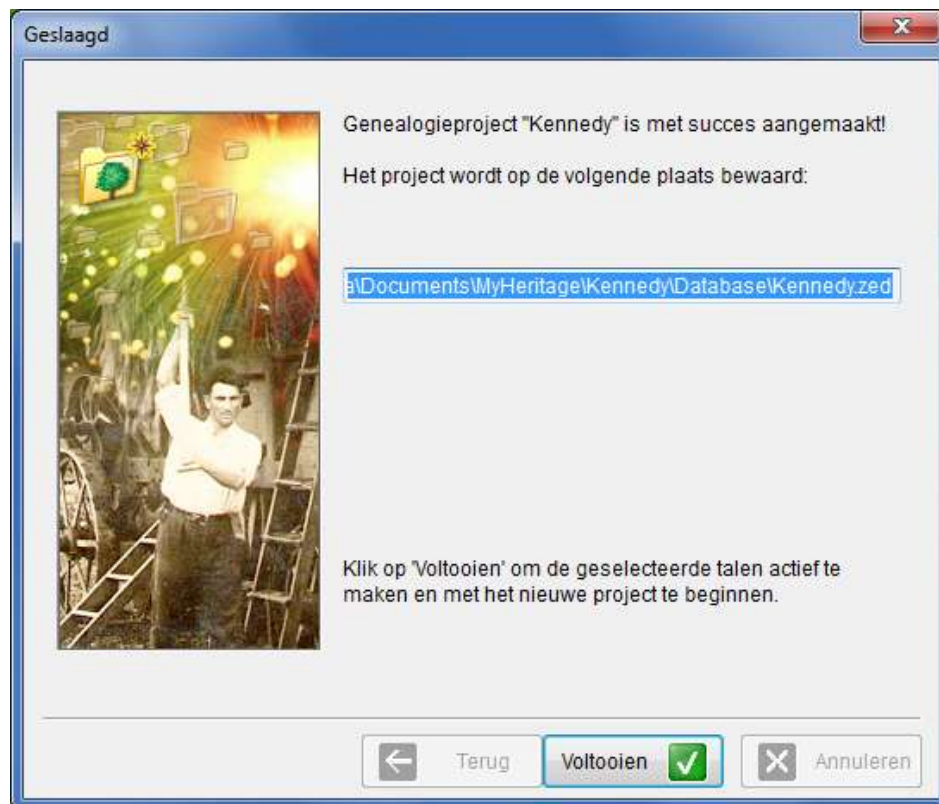 Geslaagd
Genealogieproject "Kennedy" is met succes aangemaakt!
Het project wordt op de volgende plaats bewaard:
a\Documents\MyHeritage\Kennedy\Database\Kennedy.zed
Klik op 'Voltooien' om de geselecteerde talen actief te
maken en met het nieuwe project te beginnen.
Terug Voltooien Annuleren